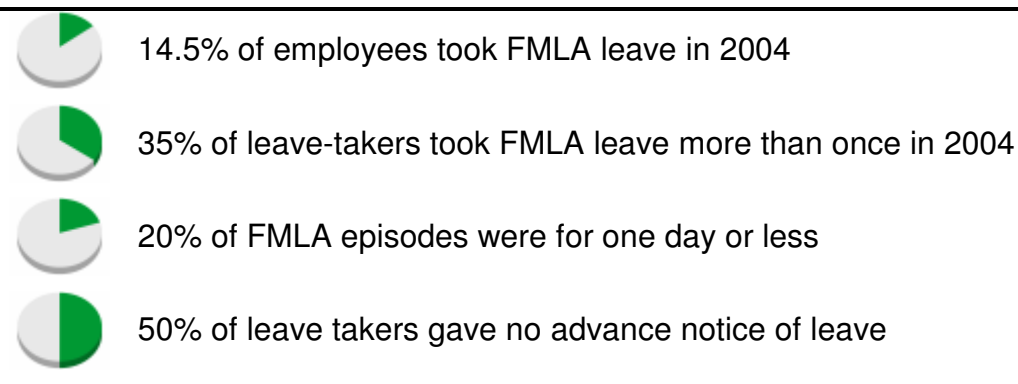 14.5% of employees took FMLA leave in 2004
35% of leave-takers took FMLA leave more than once in 2004
20% of FMLA episodes were for one day or less
50% of leave takers gave no advance notice of leave